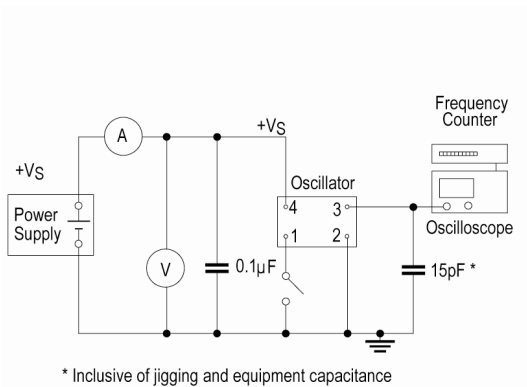 Frequency
Counter
+VS
A
Oscillator
+VS
4
3
Power
Supply
1
2
Oscilloscope
V
0.1µF
15pF *
* Inclusive of jigging and equipment capacitance